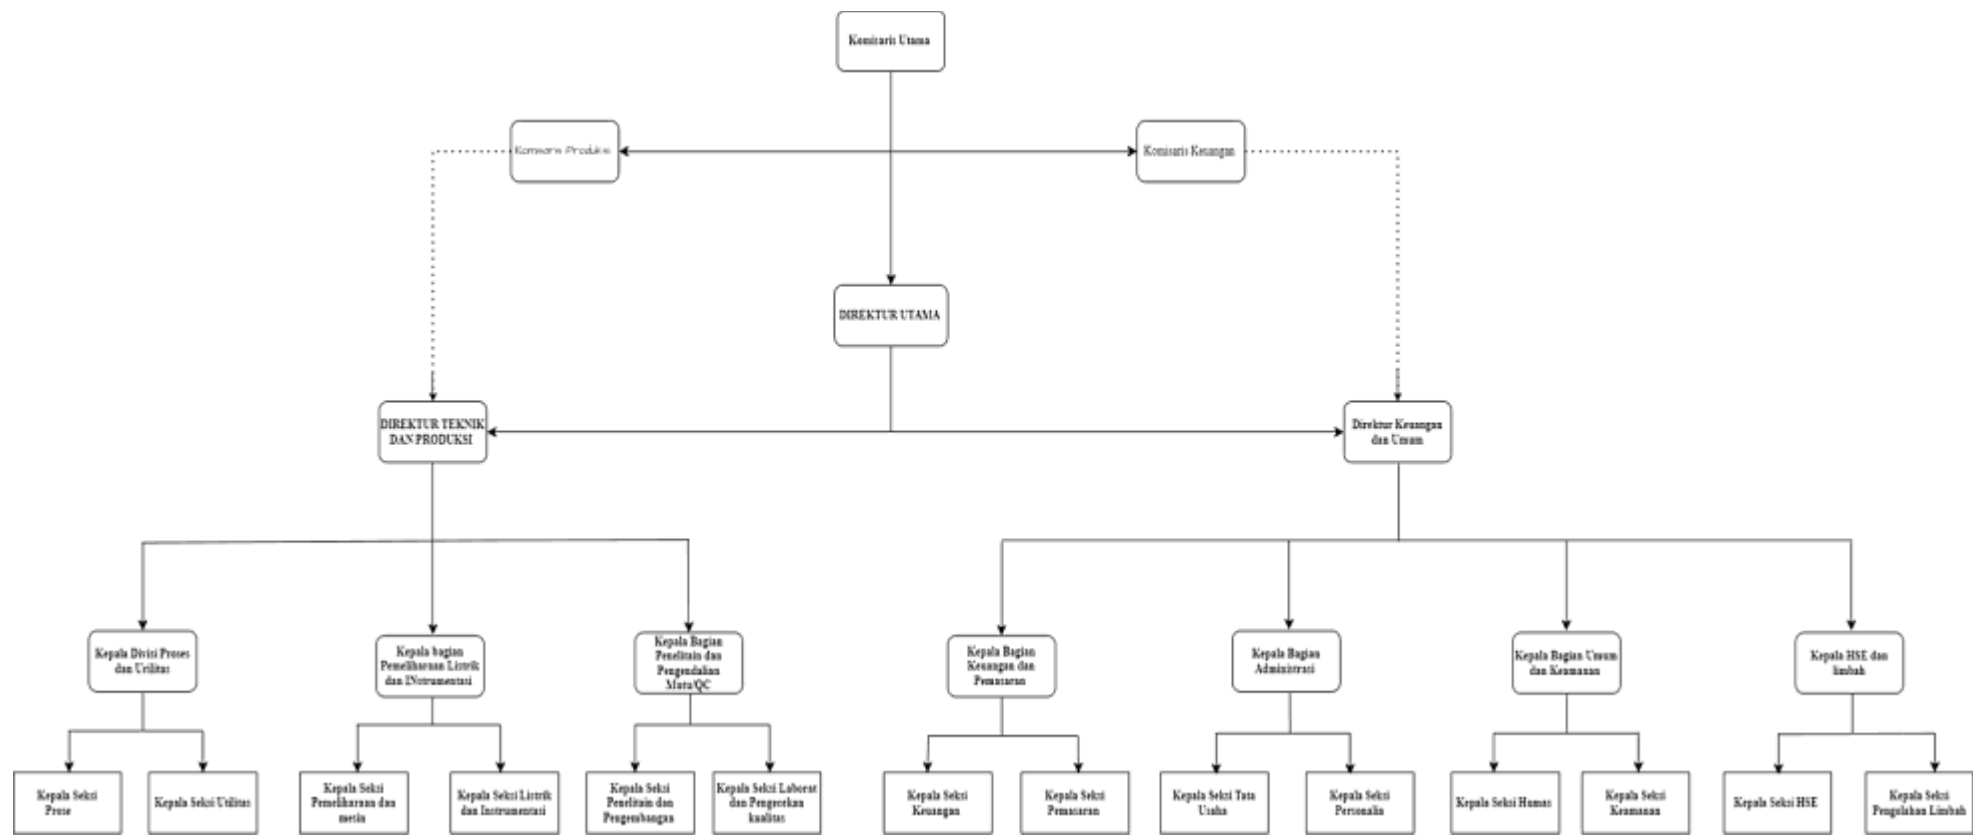 Komisaris Utama
Komisaris Produksi
Komisaris Keuangan
DIREKTUR UTAMA
DIREKTUR TEKNIK
DAN PRODUKSI
Direktur Keuangan
dan Umum
Kepala Divisi Proses
dan Utilitas
Kepala bagian
Pemeliharaan Listrik
dan INstrumentasi
Kepala Bagian
Penelitain dan
Pengendalian
Mutu/QC
Kepala Bagian
Keuangan dan
Pemasaran
Kepala Bagian
Administrasi
Kepala Bagian Umum
dan Keamanan
Kepala HSE dan
limbah
Kepala Seksi
Prose
Kepala Seksi Utilitas
Kepala Seksi
Pemeliharaan dan
mesin
Kepala Seksi Listrik
dan Instrumentasi
Kepala Seksi
Penelitain dan
Pengembangan
Kepala Seksi Laborat
dan Pengecekan
kualitas
Kepala Seksi
Keuangan
Kepala Seksi
Pemasaran
Kepala Seksi Tata
Usaha
Kepala Seksi
Personalia
Kepala Seksi Humas
Kepala Seksi
Keamanan
Kepala Seksi HSE
Kepala Seksi
Pengolahan Limbah